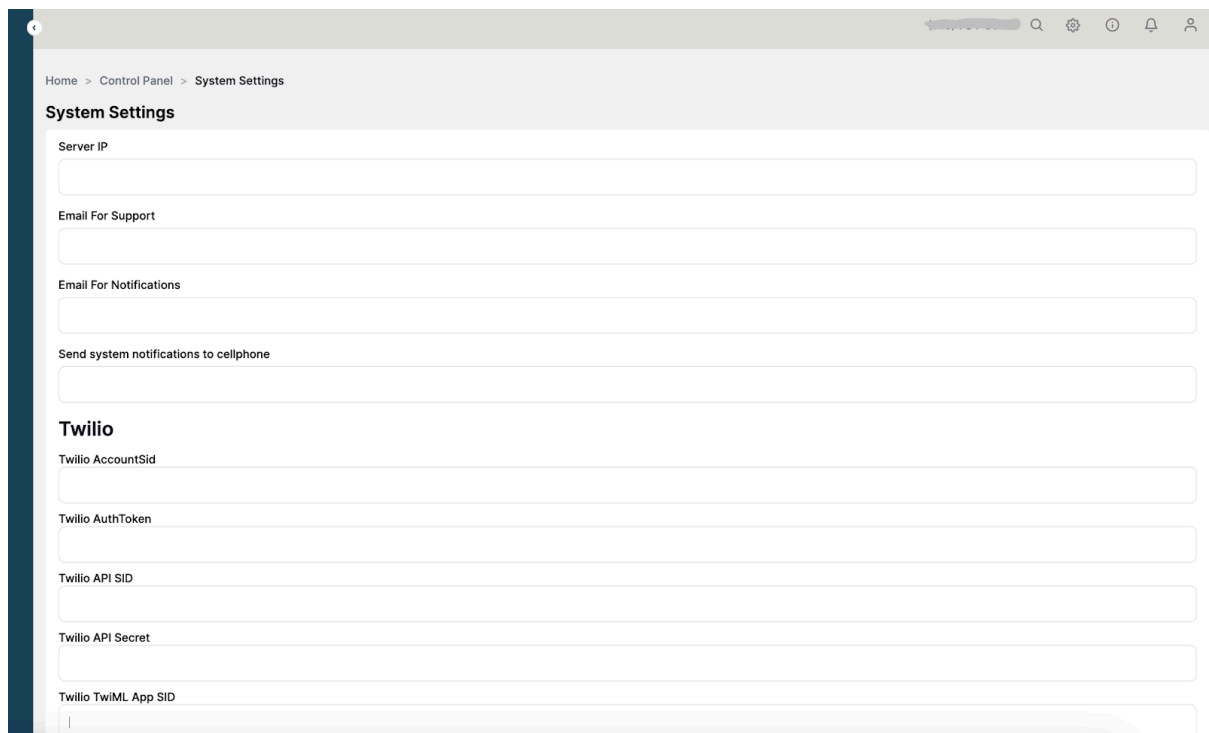 Home > Control Panel > System Settings
System Settings
Server IP
Email For Support
Email For Notifications
Send system notifications to cellphone
Twilio
Twilio AccountSid
Twilio AuthToken
Twilio API SID
Twilio API Secret
Twilio TwiML App SID